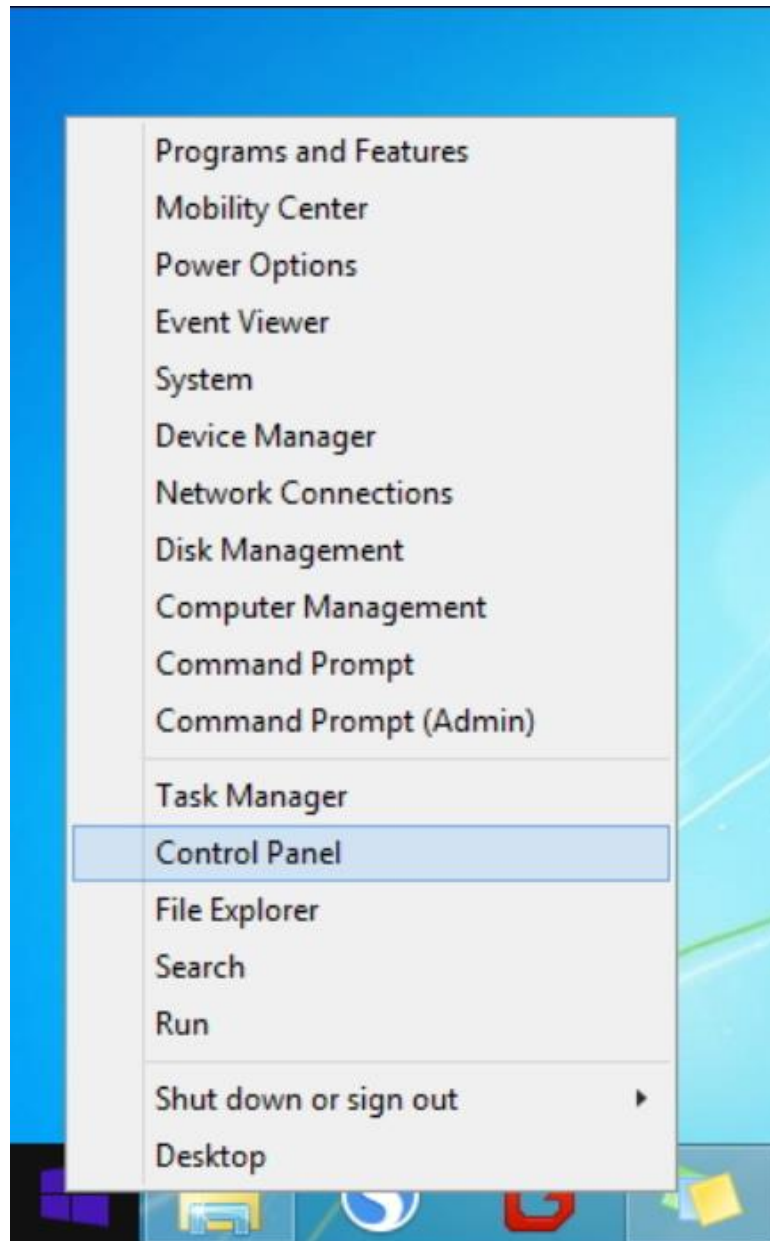 Programs and Features
Mobility Center
Power Options
Event Viewer
System
Device Manager
Network Connections
Disk Management
Computer Management
Command Prompt
Command Prompt (Admin)
Task Manager
Control Panel
File Explorer
Search
Run
Shut down or sign out
Desktop